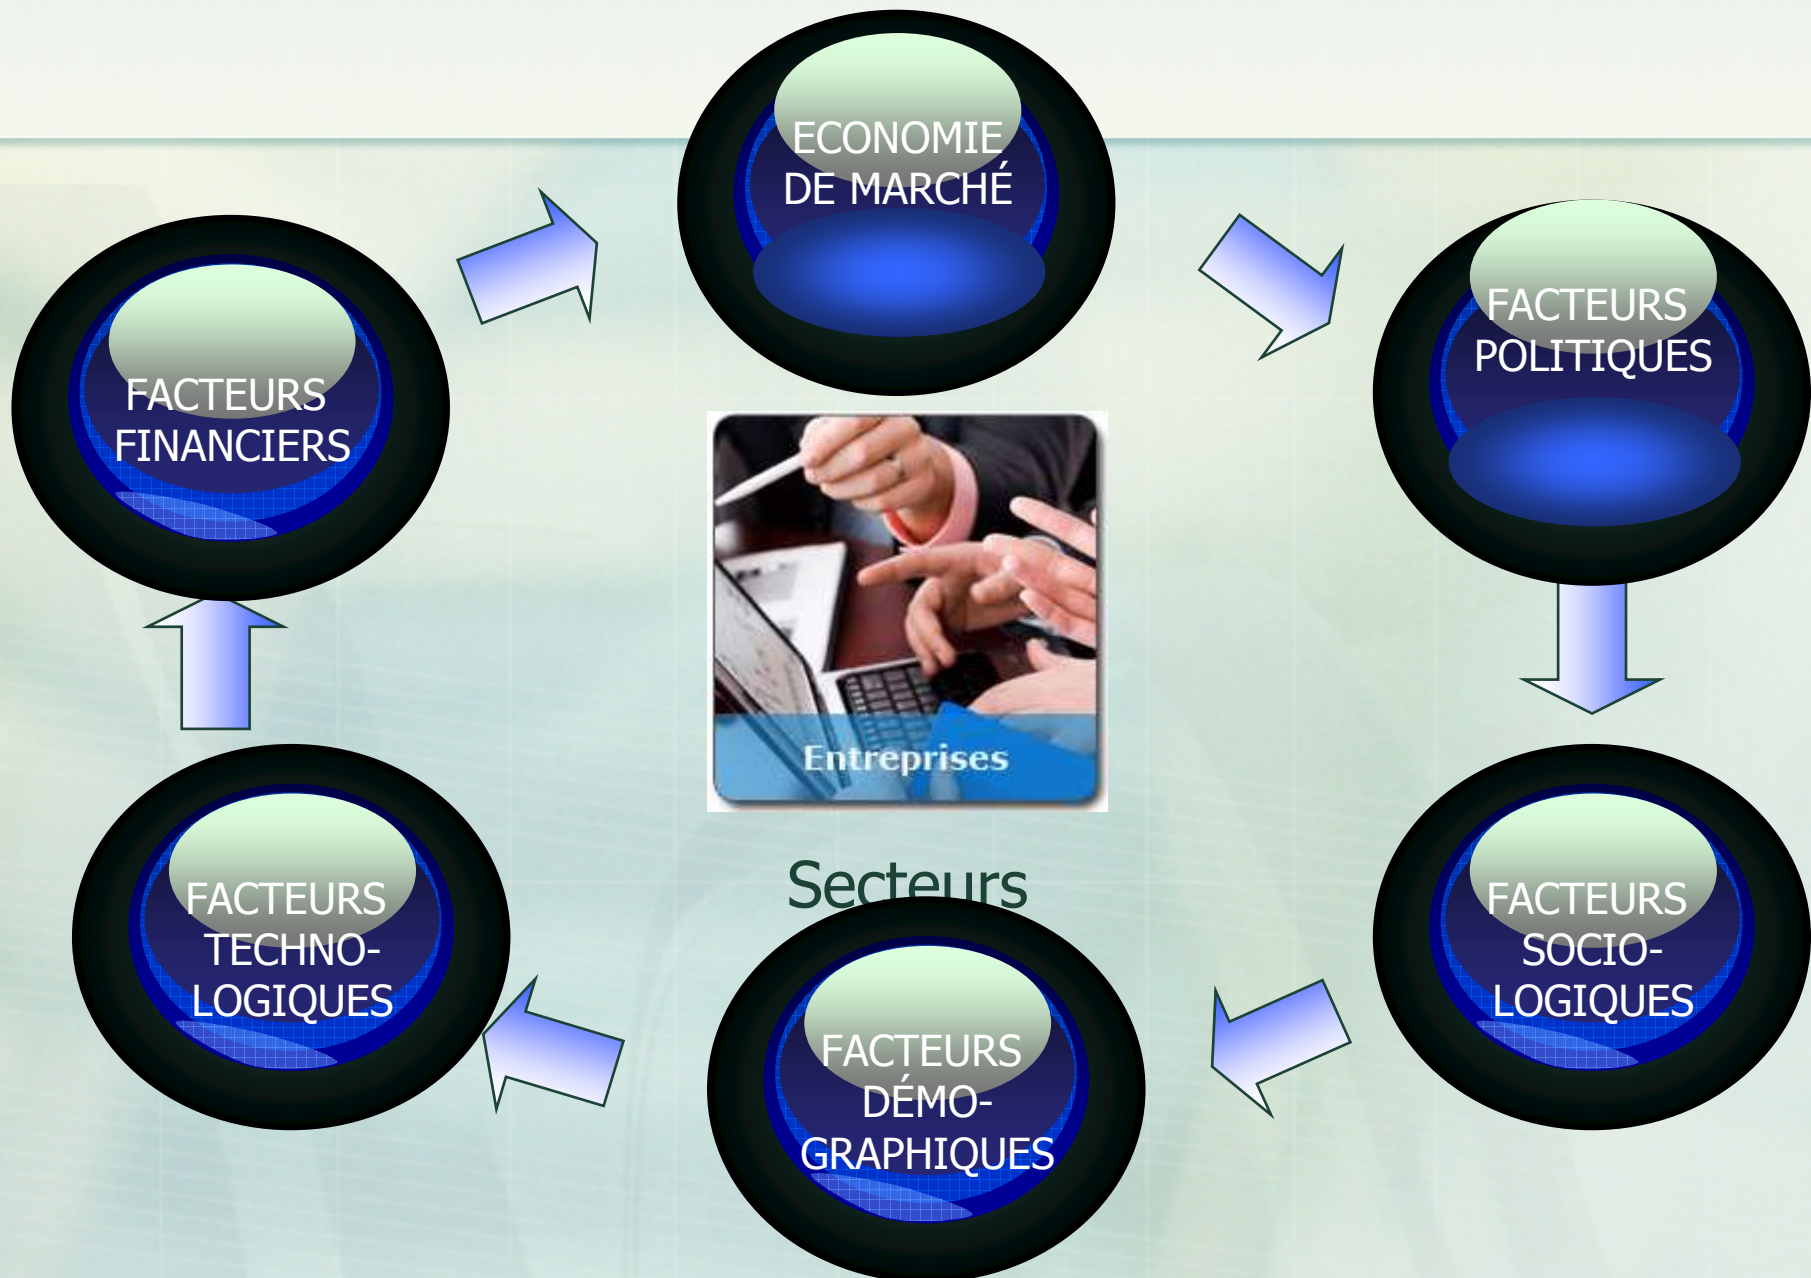 ECONOMIE
DE MARCHÉ
FACTEURS
POLITIQUES
FACTEURS
FINANCIERS
Entreprises
Secteurs
FACTEURS
SOCIO-
LOGIQUES
FACTEURS
TECHNO-
LOGIQUES
FACTEURS
DÉMO-
GRAPHIQUES